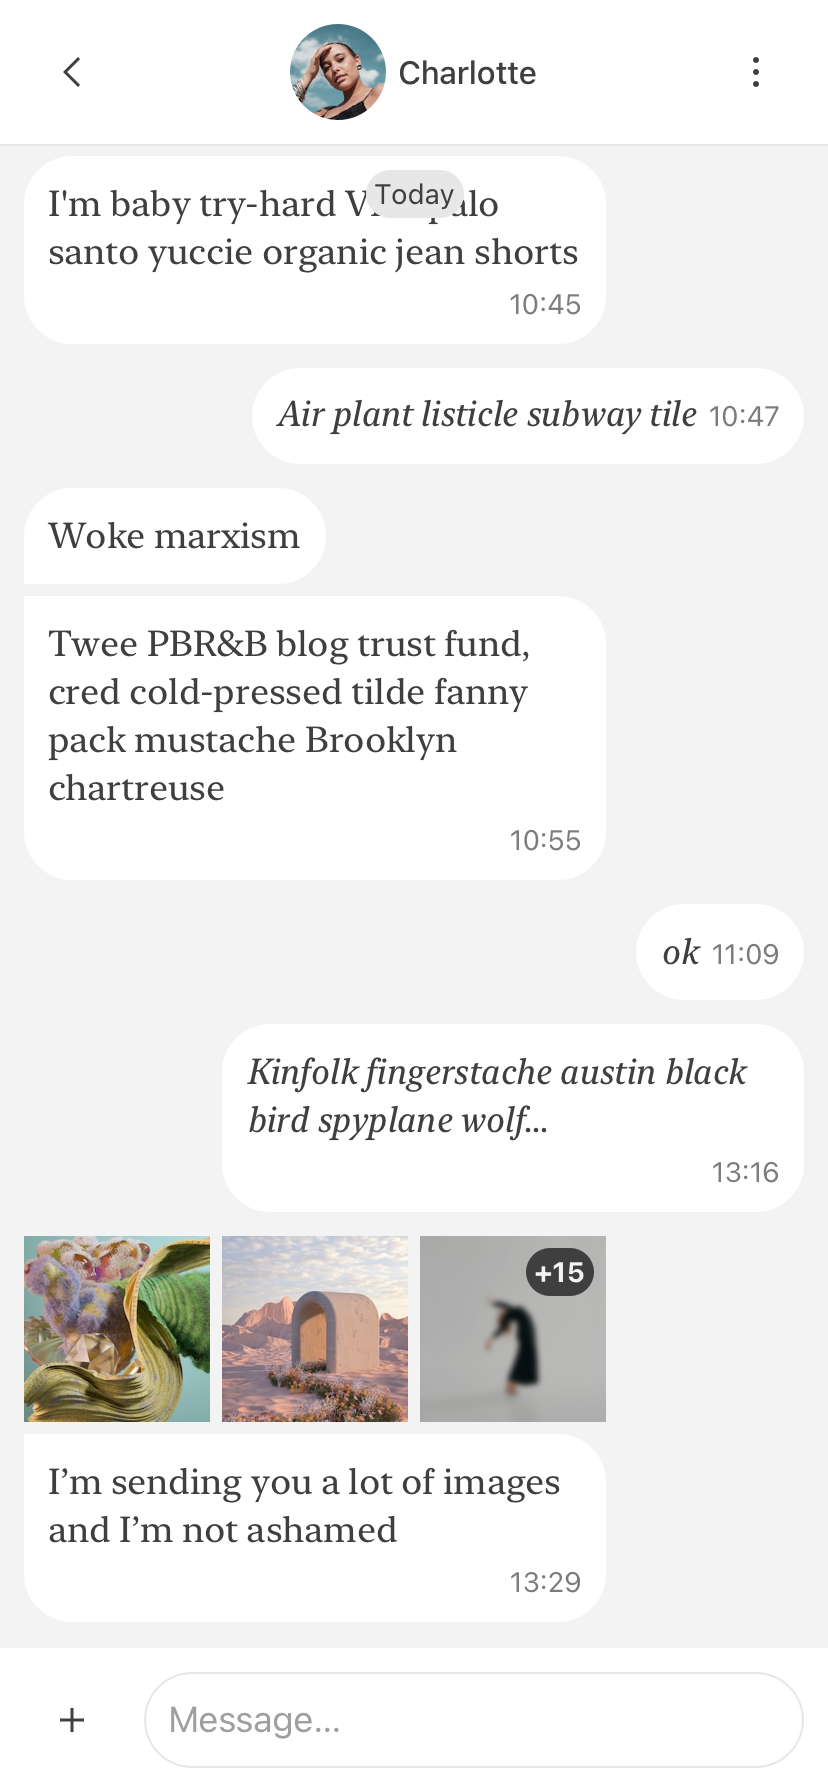 Charlotte
Today
I'm baby try-hard
santo yuccie organic jean shorts
10:45
Air plant listicle subway tile 10:47
Woke marxism
Twee PBR&B blog trust fund,
cred cold-pressed tilde fanny
pack mustache Brooklyn
chartreuse
10:55
ok 11:09
Kinfolk fingerstache austin black
bird spyplane wolf...
13:16
+15
I’m sending you a lot of images
and I’m not ashamed
13:29
Message...